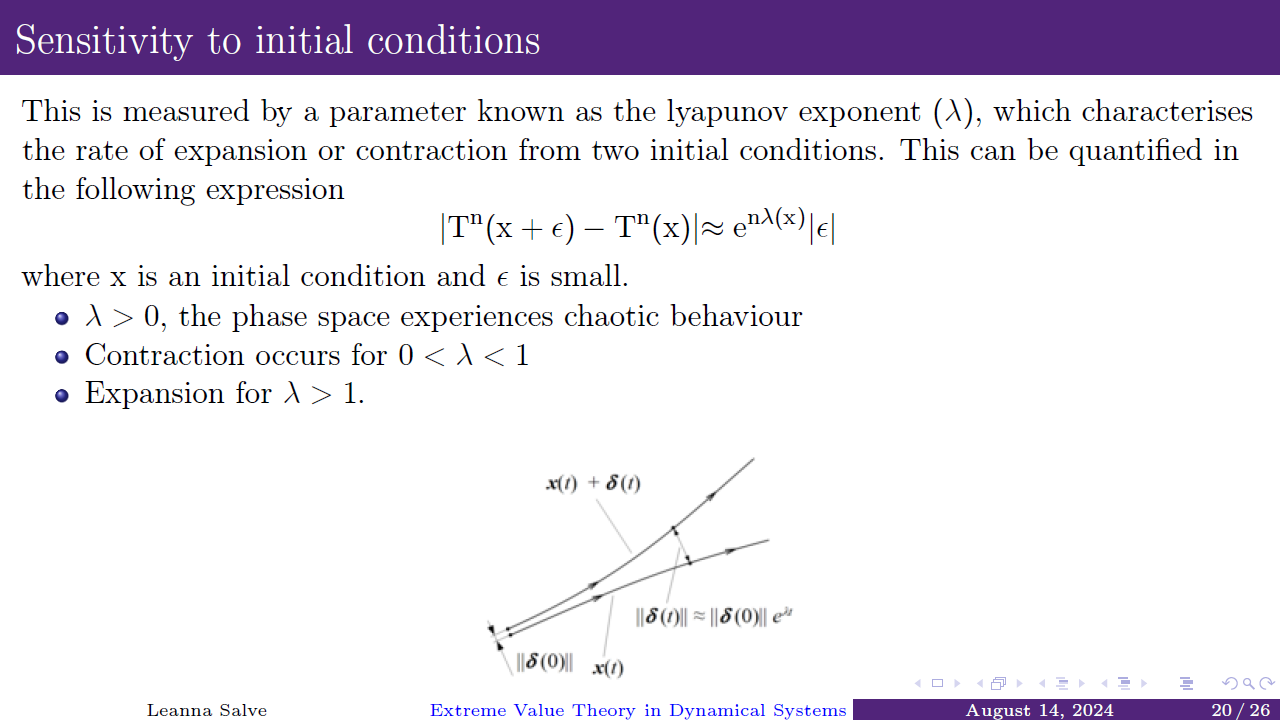 Sensitivity to initial conditions
This is measured by a parameter known as the lyapunov exponent (λ), which characterises
the rate of expansion or contraction from two initial conditions. This can be quantified in
the following expression
|Tⁿ(x + ϵ) − Tⁿ(x)|≈ e^{nλ(x)}|ϵ|
where x is an initial condition and ϵ is small.
λ > 0, the phase space experiences chaotic behaviour
Contraction occurs for 0 < λ < 1
Expansion for λ > 1.
x(t) + δ(t)
‖δ(t)‖ ≈ ‖δ(0)‖ e^{λt}
‖δ(0)‖ x(t)
Leanna Salve Extreme Value Theory in Dynamical Systems August 14, 2024 20 / 26